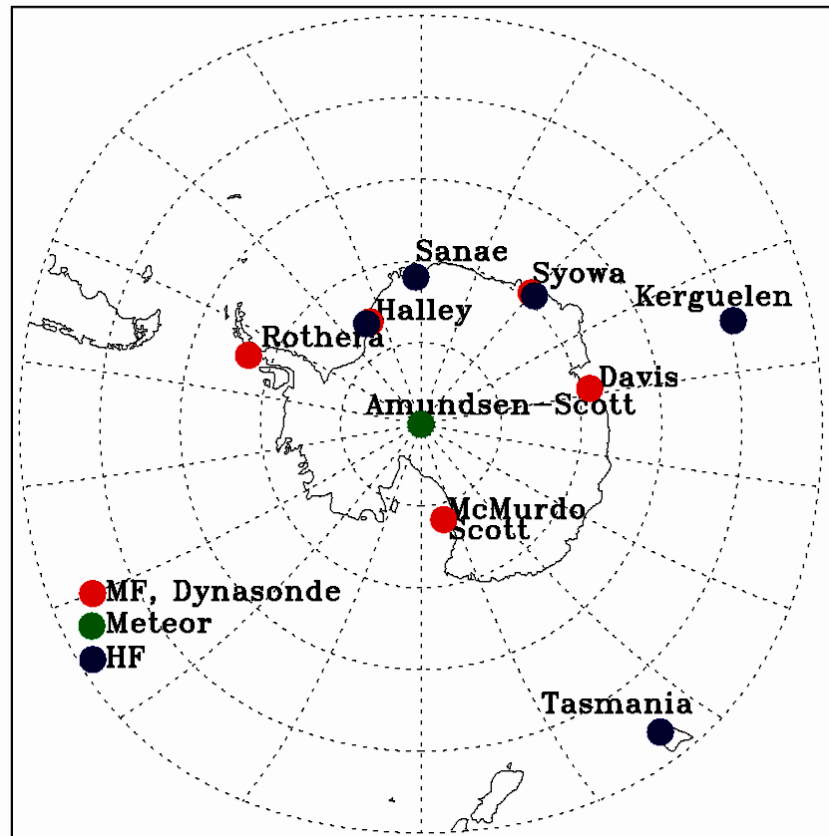 Sanae
Syowa
Kerguelen
Halley
Rothera
Davis
Amundsen-Scott
McMurdo
Scott
MF, Dynasonde
Meteor
HF
Tasmania